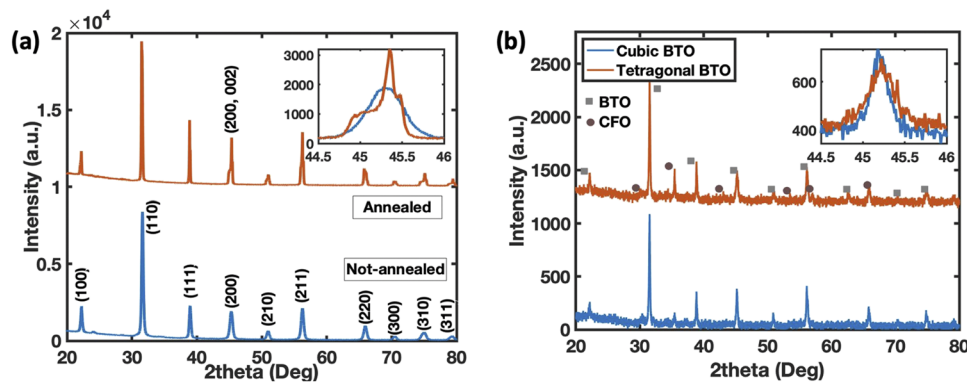 (a)
× 10⁴
2
1.5
1
0.5
0
Intensity (a.u.)
(200, 002)
3000
2000
1000
0
44.5 45 45.5 46
Annealed
Not-annealed
(100)
(110)
(111)
(200)
(210)
(211)
(220)
(300)
(310)
(311)
20 30 40 50 60 70 80
2theta (Deg)
(b)
Cubic BTO
Tetragonal BTO
BTO
CFO
2500
2000
1500
1000
500
0
Intensity (a.u.)
600
400
44.5 45 45.5 46
20 30 40 50 60 70 80
2theta (Deg)